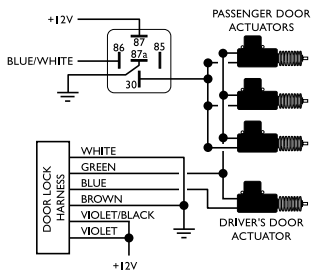 +12V
PASSENGER DOOR
ACTUATORS
87
86
87a
85
BLUE/WHITE
30
DOOR LOCK
HARNESS
WHITE
GREEN
BLUE
BROWN
VIOLET/BLACK
VIOLET
+12V
DRIVER'S DOOR
ACTUATOR